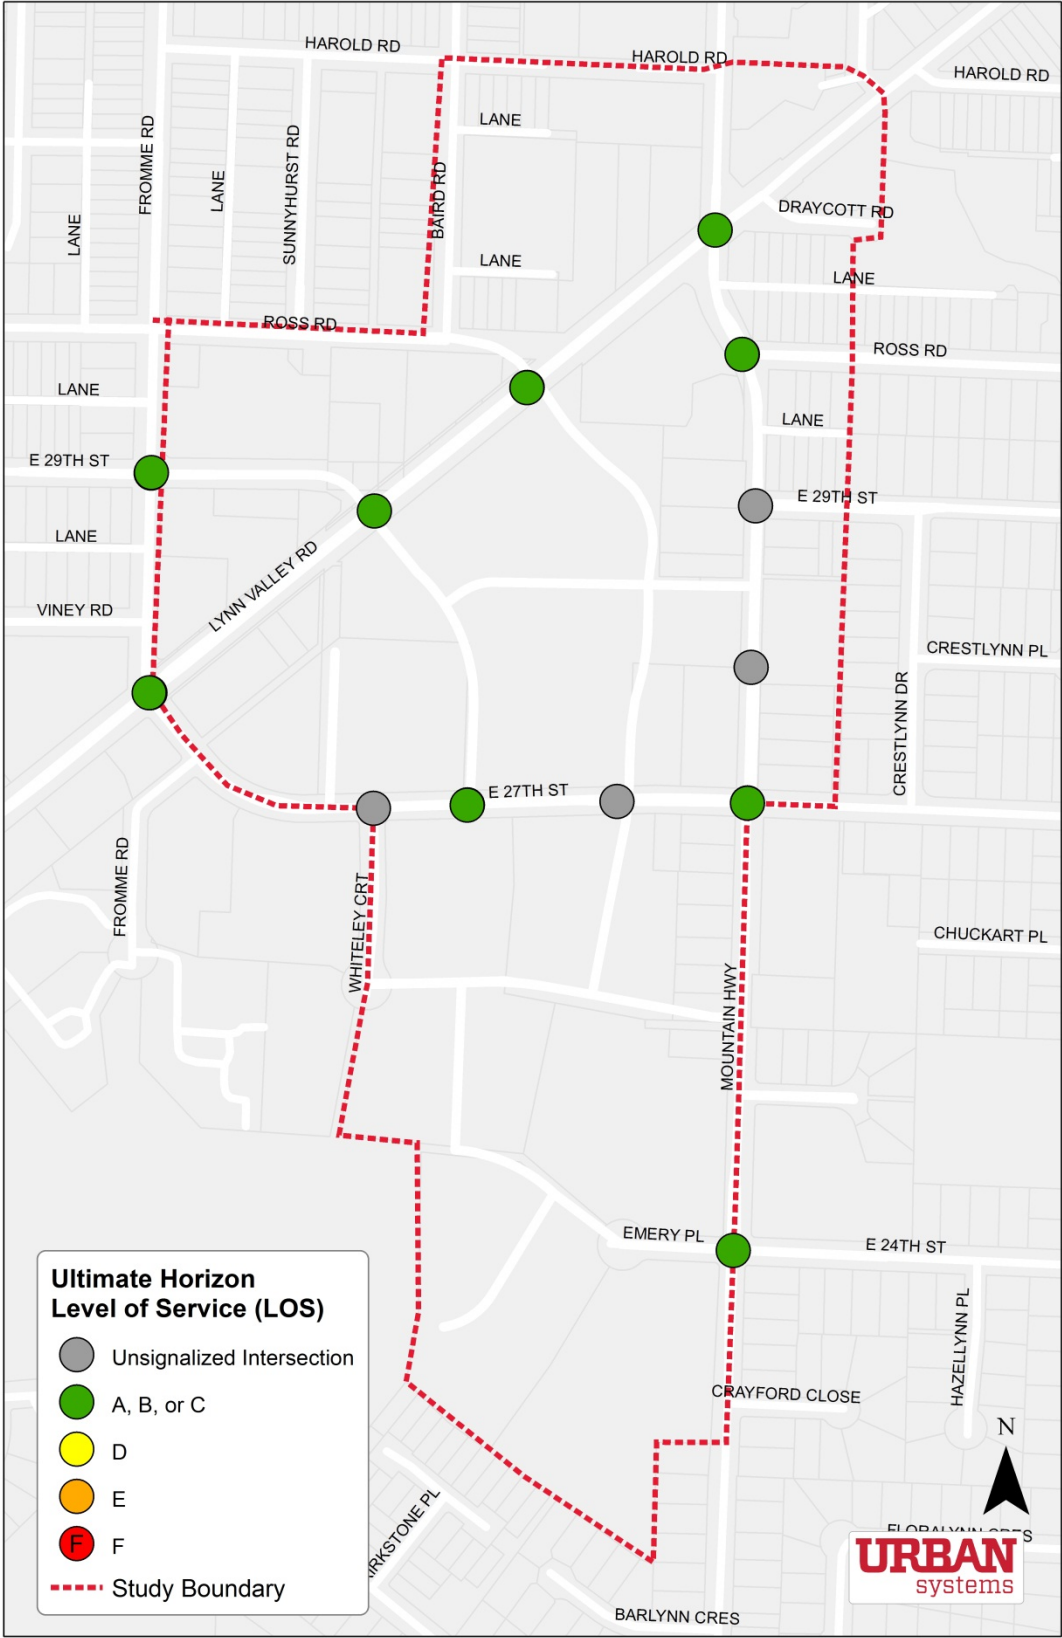 HAROLD RD
HAROLD RD
HAROLD RD
LANE
FROMME RD
SUNNYHURST RD
LANE
BAIRD RD
LANE
DRAYCOTT RD
LANE
LANE
ROSS RD
ROSS RD
LANE
LANE
E 29TH ST
E 29TH ST
LANE
LYNN VALLEY RD
VINEY RD
CRESTLYNN PL
CRESTLYNN DR
E 27TH ST
FROMME RD
WHITELEY CRT
CHUCKART PL
MOUNTAIN HWY
EMERY PL
E 24TH ST
HAZELLYNN PL
CRAYFORD CLOSE
N
BARLYNN CRES
Ultimate Horizon
Level of Service (LOS)
Unsignalized Intersection
A, B, or C
D
E
F F
Study Boundary
URBAN
systems